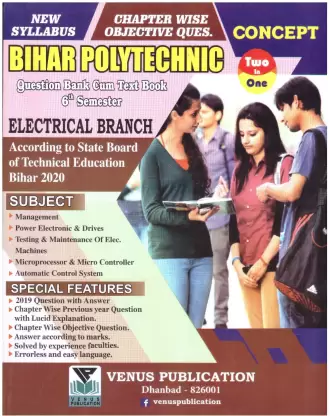 NEW
SYLLABUS
CHAPTER WISE
OBJECTIVE QUES.
CONCEPT
BIHAR POLYTECHNIC
Two
in
One
Question Bank Cum Text Book
6th Semester
ELECTRICAL BRANCH
According to State Board
of Technical Education
Bihar 2020
SUBJECT
Management
Power Electronic & Drives
Testing & Maintenance Of Elec.
Machines
Microprocessor & Micro Controller
Automatic Control System
SPECIAL FEATURES
2019 Question with Answer
Chapter Wise Previous year Question
with Lucid Explanation.
Chapter Wise Objective Question.
Answer according to marks.
Solved by experience faculties.
Errorless and easy language.
VENUS
PUBLICATION
VENUS PUBLICATION
Dhanbad - 826001
f venuspublication